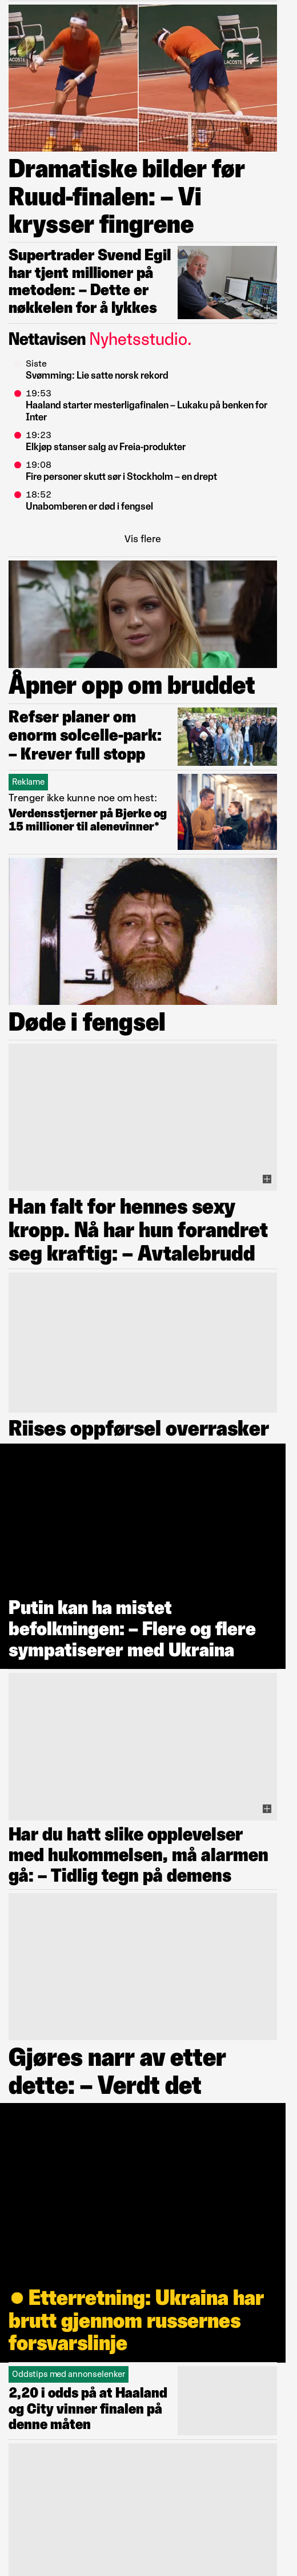 Dramatiske bilder før
Ruud-finalen: – Vi
krysser fingrene
Supertrader Svend Egil
har tjent millioner på
metoden: – Dette er
nøkkelen for å lykkes
Nettavisen Nyhetsstudio.
Siste
Svømming: Lie satte norsk rekord
19:53
Haaland starter mesterligafinalen – Lukaku på benken for
Inter
19:23
Elkjøp stanser salg av Freia-produkter
19:08
Fire personer skutt sør i Stockholm – en drept
18:52
Unabomberen er død i fengsel
Vis flere
Åpner opp om bruddet
Refser planer om
enorm solcelle-park:
– Krever full stopp
Reklame
Trenger ikke kunne noe om hest:
Verdensstjerner på Bjerke og
15 millioner til alenevinner*
Døde i fengsel
Han falt for hennes sexy
kropp. Nå har hun forandret
seg kraftig: – Avtalebrudd
Riises oppførsel overrasker
Putin kan ha mistet
befolkningen: – Flere og flere
sympatiserer med Ukraina
Har du hatt slike opplevelser
med hukommelsen, må alarmen
gå: – Tidlig tegn på demens
Gjøres narr av etter
dette: – Verdt det
Etterretning: Ukraina har
brutt gjennom russernes
forsvarslinje
Oddstips med annonselenker
2,20 i odds på at Haaland
og City vinner finalen på
denne måten